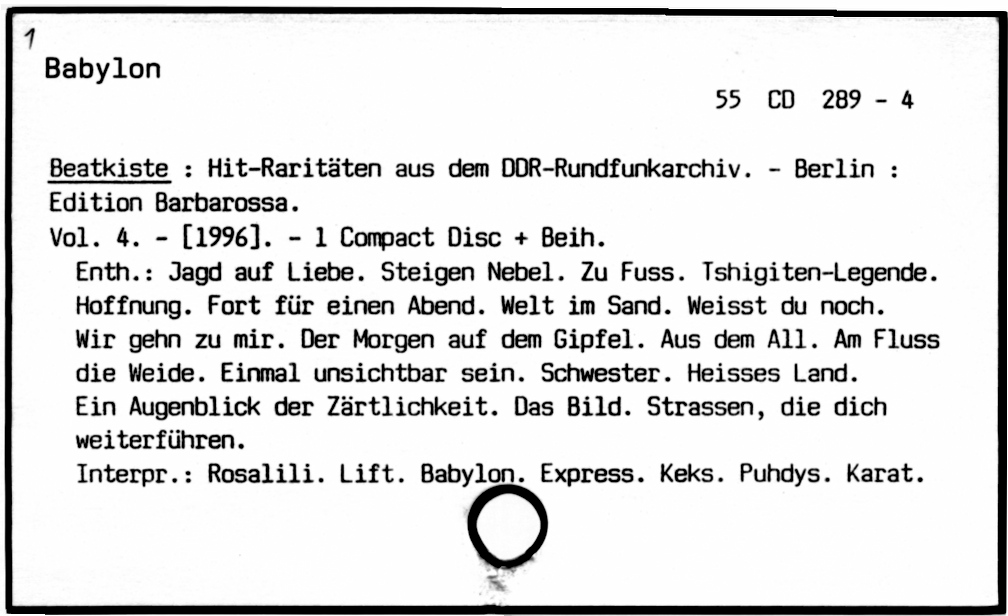 1
Babylon
55 CD 289 - 4
Beatkiste : Hit-Raritäten aus dem DDR-Rundfunkarchiv. - Berlin :
Edition Barbarossa.
Vol. 4. - [1996]. - 1 Compact Disc + Beih.
Enth.: Jagd auf Liebe. Steigen Nebel. Zu Fuss. Tshigiten-Legende.
Hoffnung. Fort für einen Abend. Welt im Sand. Weisst du noch.
Wir gehn zu mir. Der Morgen auf dem Gipfel. Aus dem All. Am Fluss
die Weide. Einmal unsichtbar sein. Schwester. Heisses Land.
Ein Augenblick der Zärtlichkeit. Das Bild. Strassen, die dich
weiterführen.
Interpr.: Rosalili. Lift. Babylon. Express. Keks. Puhdys. Karat.